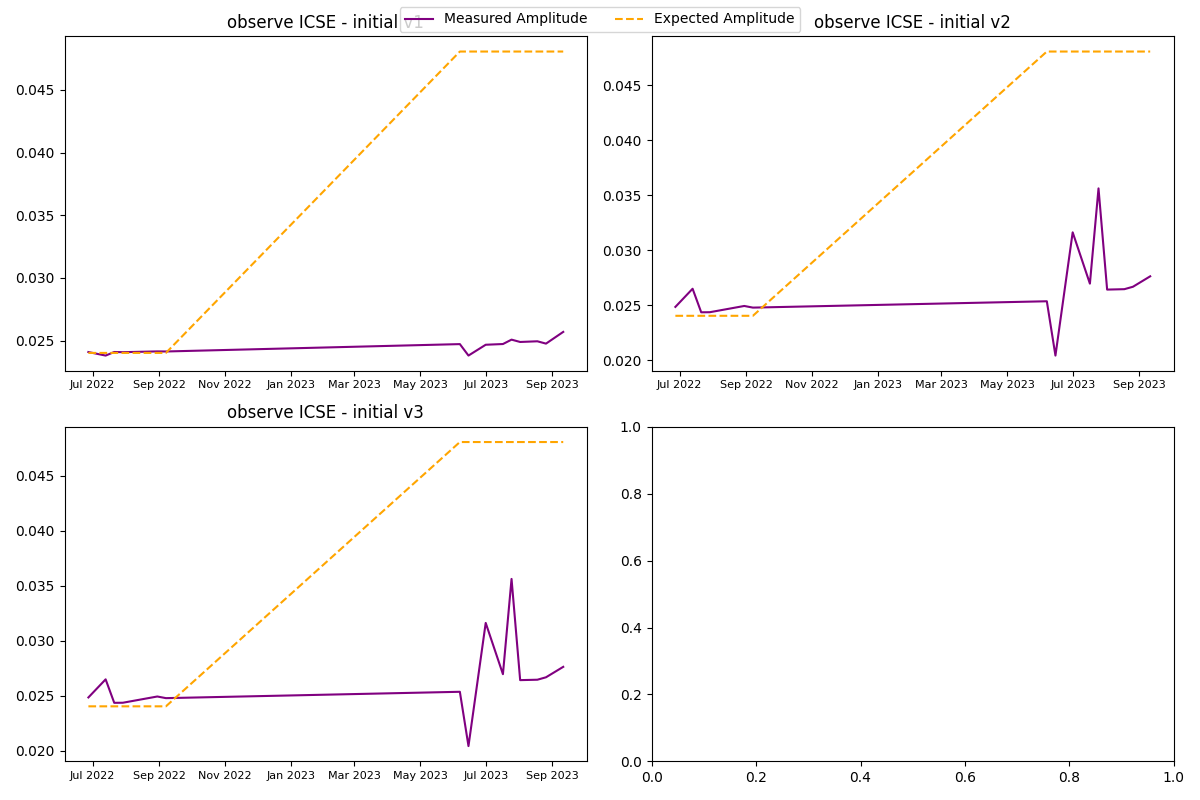 observe ICSE - initial v1
Measured Amplitude
Expected Amplitude
observe ICSE - initial v2
0.045
0.040
0.035
0.030
0.025
Jul 2022 Sep 2022 Nov 2022 Jan 2023 Mar 2023 May 2023 Jul 2023 Sep 2023
0.045
0.040
0.035
0.030
0.025
0.020
Jul 2022 Sep 2022 Nov 2022 Jan 2023 Mar 2023 May 2023 Jul 2023 Sep 2023
observe ICSE - initial v3
0.045
0.040
0.035
0.030
0.025
0.020
Jul 2022 Sep 2022 Nov 2022 Jan 2023 Mar 2023 May 2023 Jul 2023 Sep 2023
1.0
0.8
0.6
0.4
0.2
0.0
0.0 0.2 0.4 0.6 0.8 1.0